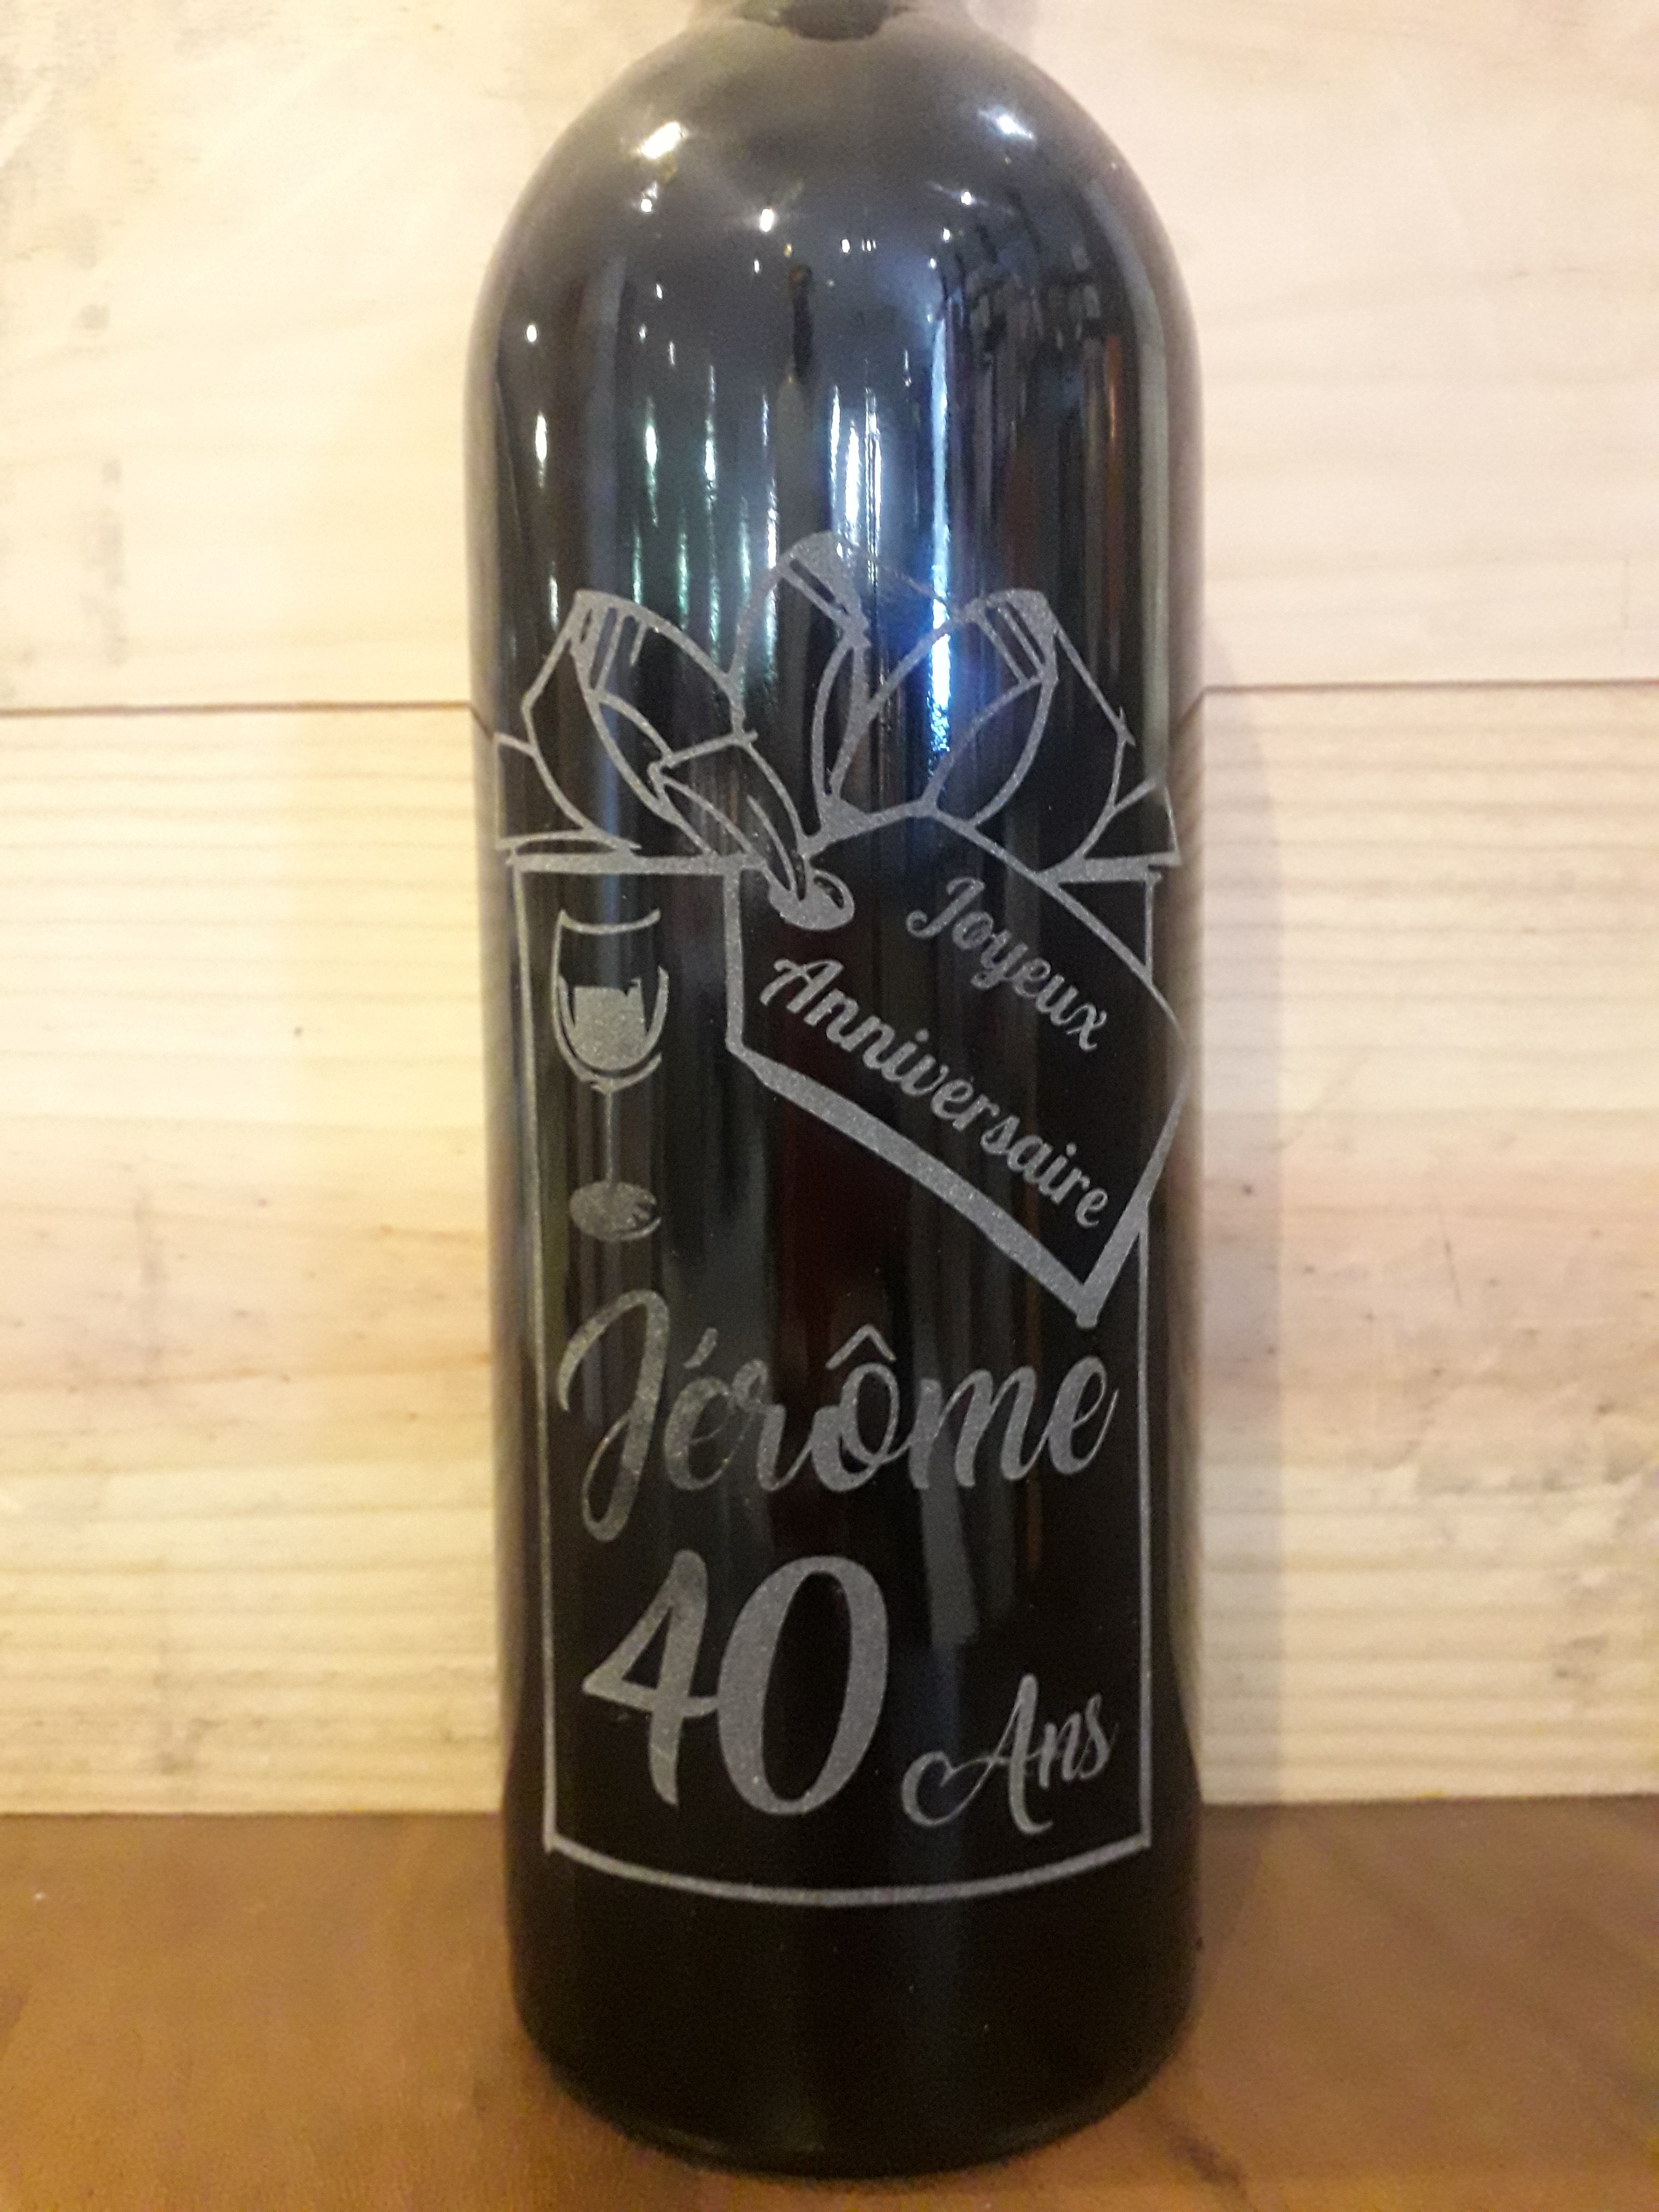 Joyeux
Anniversaire
Jérôme
40 Ans